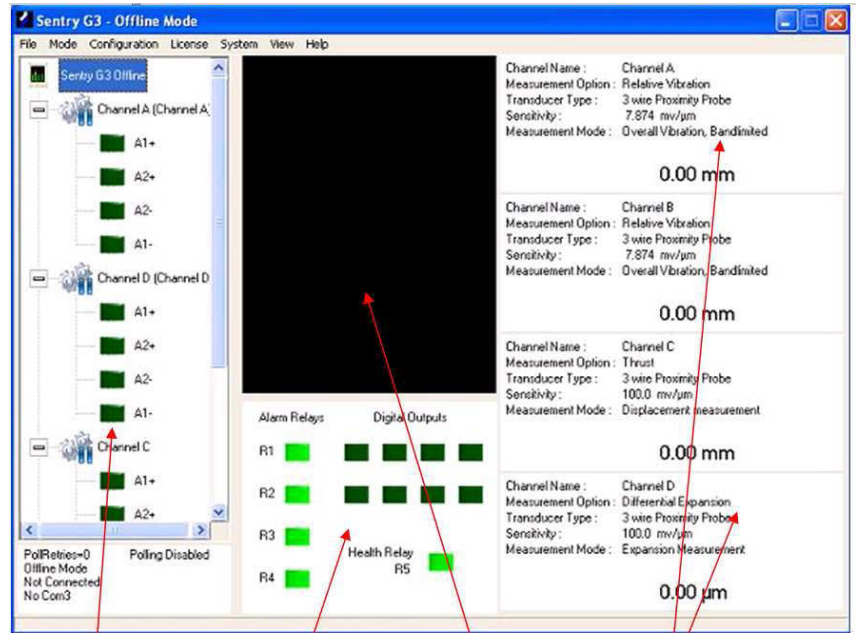 Sentry G3 - Offline Mode
File Mode Configuration License System View Help
Sentry G3 Offline
Channel A (Channel A)
A1+
A2+
A2-
A1-
Channel D (Channel D
A1+
A2+
A2-
A1-
Channel C
A1+
A2+
PollRetries=0 Polling Disabled
Offline Mode
Not Connected
No Com3
Alarm Relays Digital Outputs
R1
R2
R3
R4
Health Relay
R5
Channel Name : Channel A
Measurement Option : Relative Vibration
Transducer Type : 3 wire Proximity Probe
Sensitivity : 7.874 mv/µm
Measurement Mode : Overall Vibration, Bandlimited
0.00 mm
Channel Name : Channel B
Measurement Option : Relative Vibration
Transducer Type : 3 wire Proximity Probe
Sensitivity : 7.874 mv/µm
Measurement Mode : Overall Vibration, Bandlimited
0.00 mm
Channel Name : Channel C
Measurement Option : Thrust
Transducer Type : 3 wire Proximity Probe
Sensitivity : 100.0 mv/µm
Measurement Mode : Displacement measurement
0.00 mm
Channel Name : Channel D
Measurement Option : Differential Expansion
Transducer Type : 3 wire Proximity Probe
Sensitivity : 100.0 mv/µm
Measurement Mode : Expansion Measurement
0.00 µm